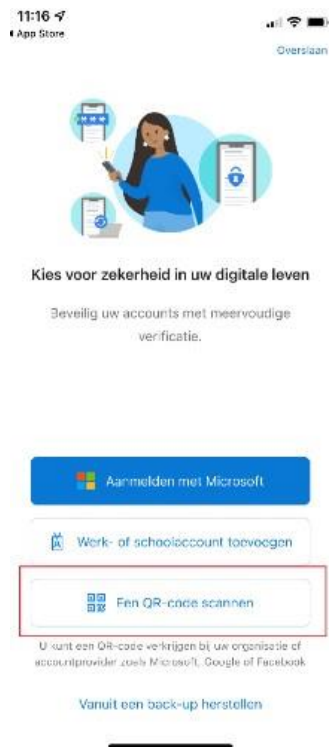 11:16
App Store
Overslaan
Kies voor zekerheid in uw digitale leven
Beveilig uw accounts met meervoudige
verificatie.
Aanmelden met Microsoft
Werk- of schoolaccount toevoegen
Een QR-code scannen
U kunt een QR-code verkrijgen bij uw organisatie of
accountprovider zoals Microsoft, Google of Facebook
Vanuit een back-up herstellen